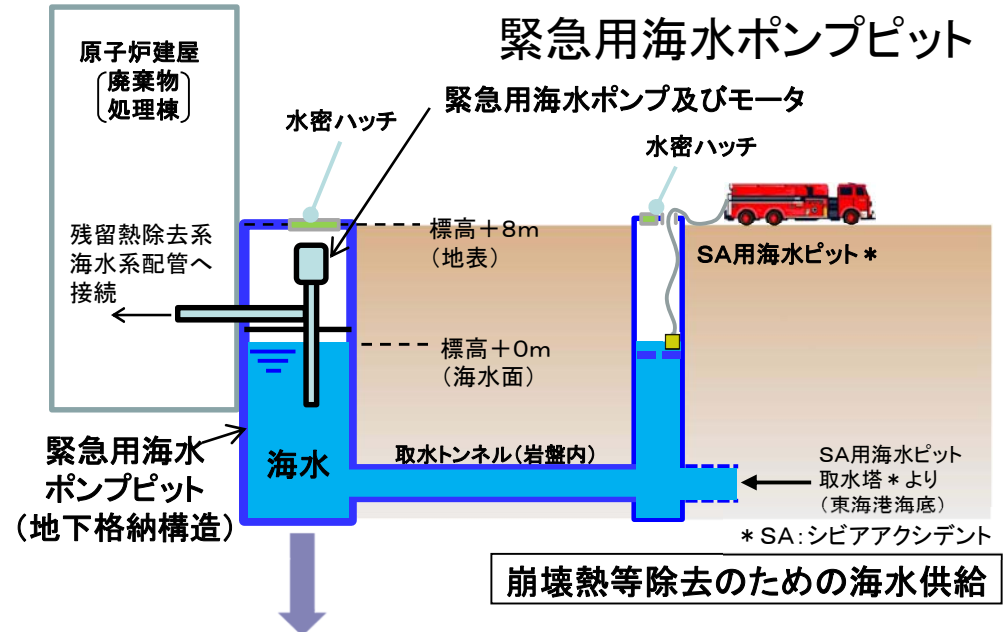 緊急用海水ポンプピット
原子炉建屋
廃棄物
処理棟
緊急用海水ポンプ及びモータ
水密ハッチ
水密ハッチ
残留熱除去系
海水系配管へ
接続
標高+8m
(地表)
SA用海水ピット*
標高+0m
(海水面)
緊急用海水
ポンプピット
(地下格納構造)
海水
取水トンネル(岩盤内)
SA用海水ピット
取水塔*より
(東海港海底)
*SA:シビアアクシデント
崩壊熱等除去のための海水供給